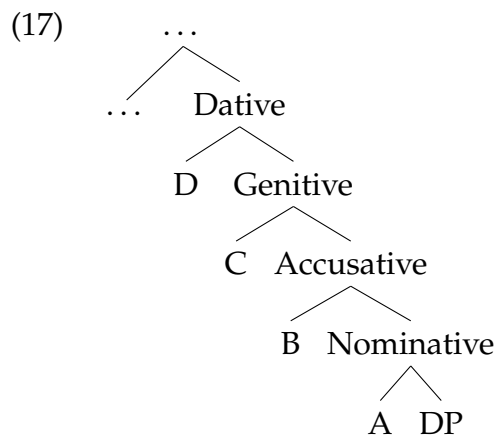 (17) ...
... Dative
D Genitive
C Accusative
B Nominative
A DP